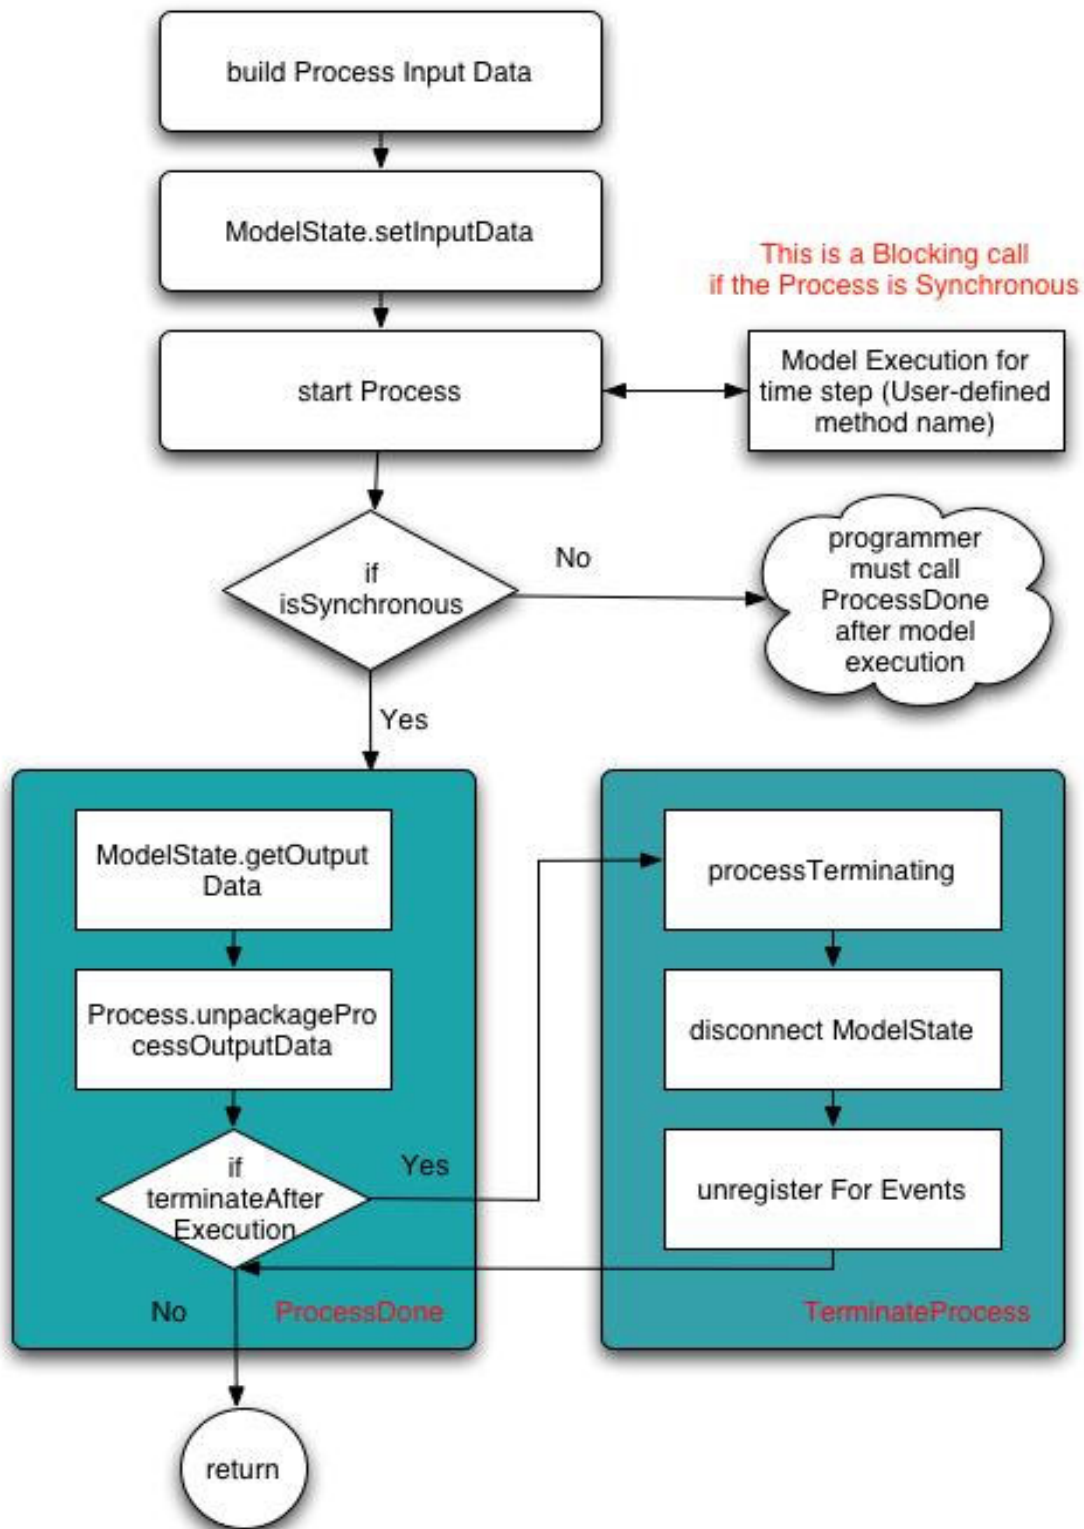 build Process Input Data
ModelState.setInputData
This is a Blocking call
if the Process is Synchronous
start Process
Model Execution for
time step (User-defined
method name)
if
isSynchronous
No
programmer
must call
ProcessDone
after model
execution
Yes
ModelState.getOutput
Data
Process.unpackagePro
cessOutputData
if
terminateAfter
Execution
Yes
No
ProcessDone
processTerminating
disconnect ModelState
unregister For Events
TerminateProcess
return